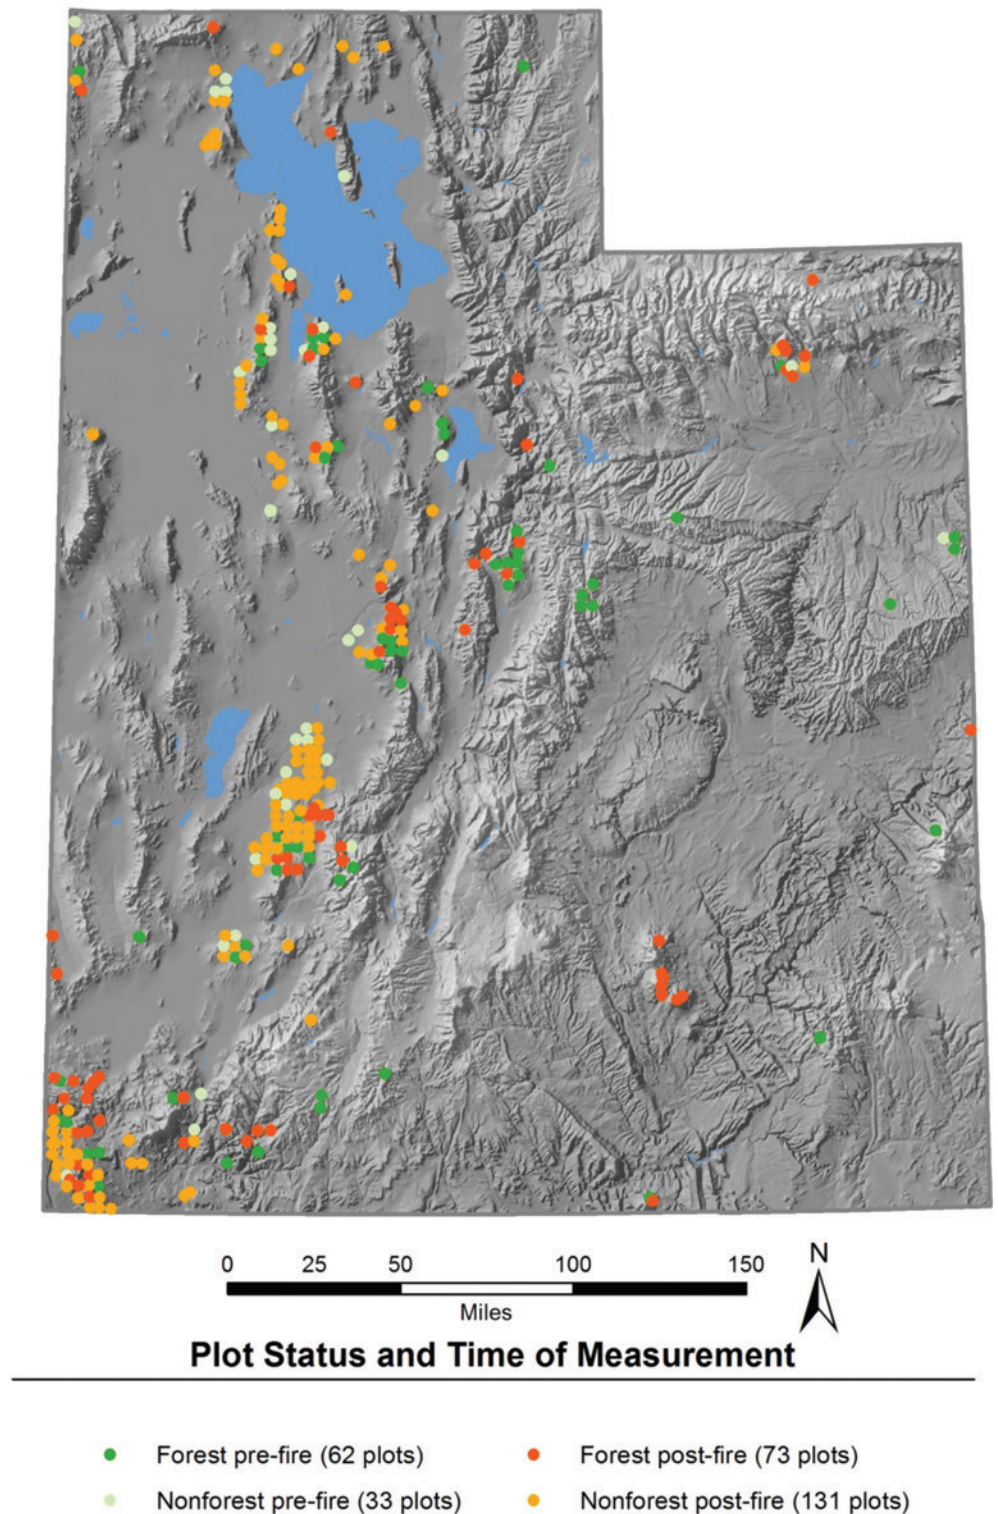 N
0 25 50 100 150
Miles
Plot Status and Time of Measurement
Forest pre-fire (62 plots)
Forest post-fire (73 plots)
Nonforest pre-fire (33 plots)
Nonforest post-fire (131 plots)